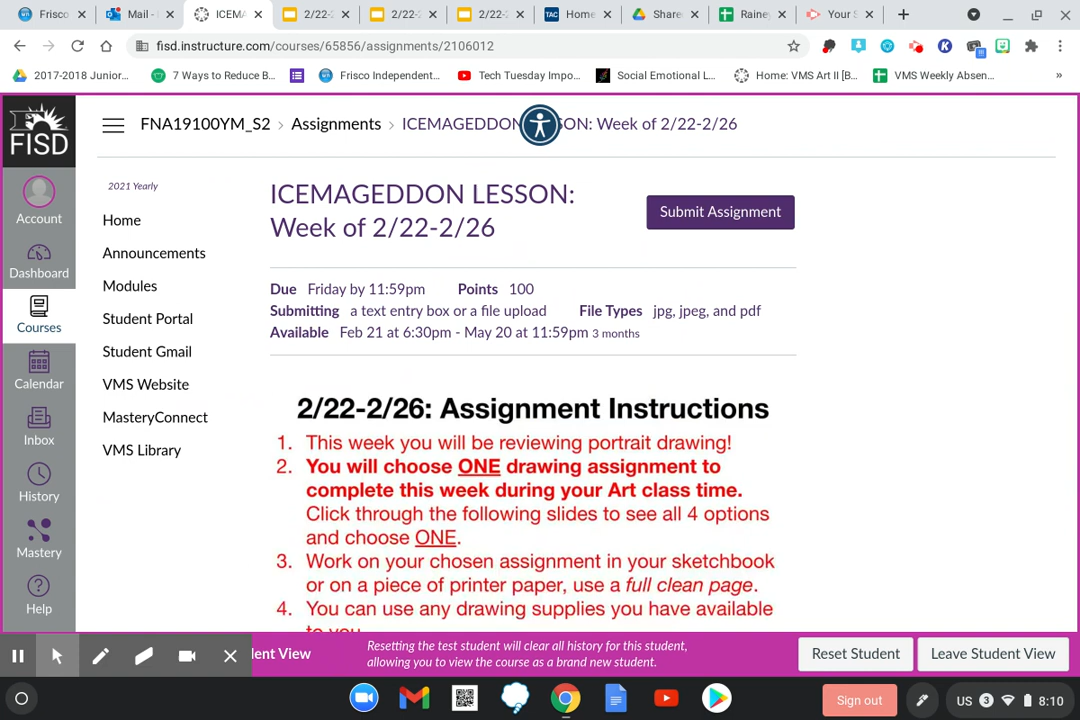 Frisco
Mail -
ICEMA
2/22-2
2/22-
2/22-
TAC
Home
Share
Rainey
Your S
fisd.instructure.com/courses/65856/assignments/2106012
2017-2018 Junior...
7 Ways to Reduce B...
Frisco Independent...
Tech Tuesday Impo...
Social Emotional L...
Home: VMS Art II [B...
VMS Weekly Absen...
»
FISD
FNA19100YM_S2 › Assignments › ICEMAGEDDON LESSON: Week of 2/22-2/26
Account
Dashboard
Courses
Calendar
Inbox
History
Mastery
Help
2021 Yearly
Home
Announcements
Modules
Student Portal
Student Gmail
VMS Website
MasteryConnect
VMS Library
ICEMAGEDDON LESSON:
Week of 2/22-2/26
Submit Assignment
Due Friday by 11:59pm Points 100
Submitting a text entry box or a file upload File Types jpg, jpeg, and pdf
Available Feb 21 at 6:30pm - May 20 at 11:59pm 3 months
2/22-2/26: Assignment Instructions
1. This week you will be reviewing portrait drawing!
2. You will choose ONE drawing assignment to
complete this week during your Art class time.
Click through the following slides to see all 4 options
and choose ONE.
3. Work on your chosen assignment in your sketchbook
or on a piece of printer paper, use a full clean page.
4. You can use any drawing supplies you have available
to you
dent View
Resetting the test student will clear all history for this student,
allowing you to view the course as a brand new student.
Reset Student
Leave Student View
Sign out
US 3 8:10